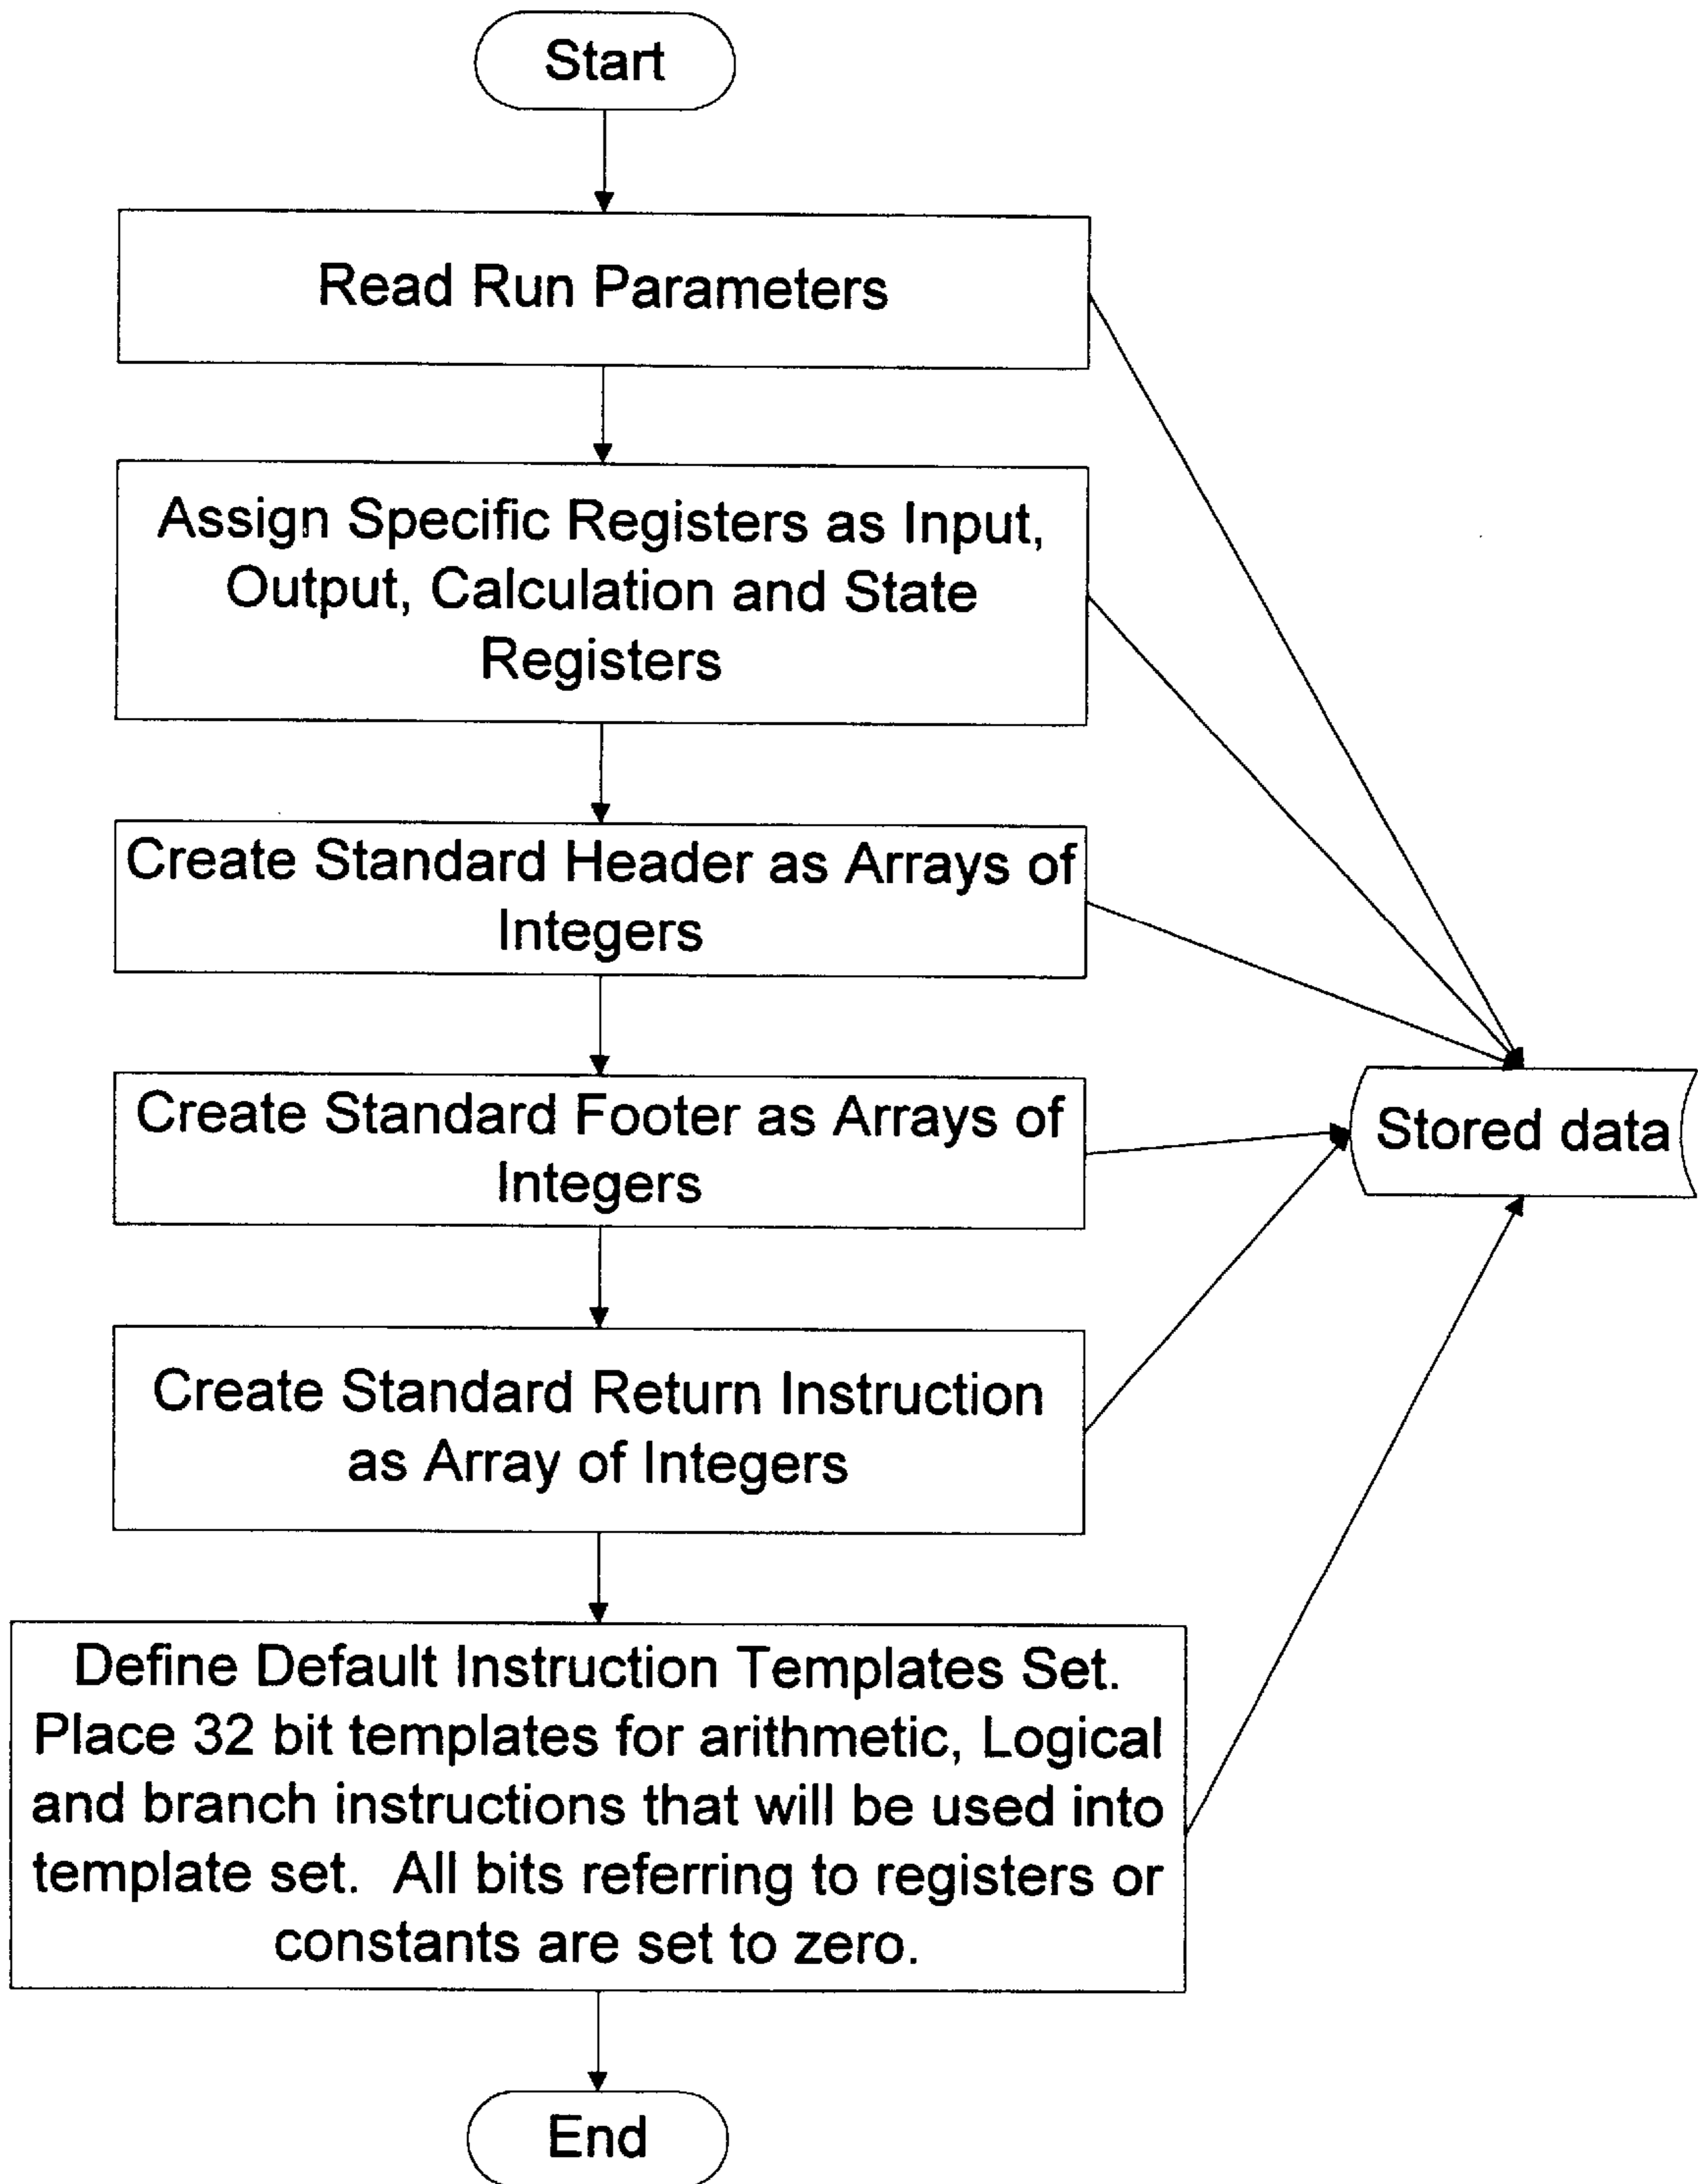 Start
Read Run Parameters
Assign Specific Registers as Input,
Output, Calculation and State
Registers
Create Standard Header as Arrays of
Integers
Create Standard Footer as Arrays of
Integers
Stored data
Create Standard Return Instruction
as Array of Integers
Define Default Instruction Templates Set.
Place 32 bit templates for arithmetic, Logical
and branch instructions that will be used into
template set.  All bits referring to registers or
constants are set to zero.
End